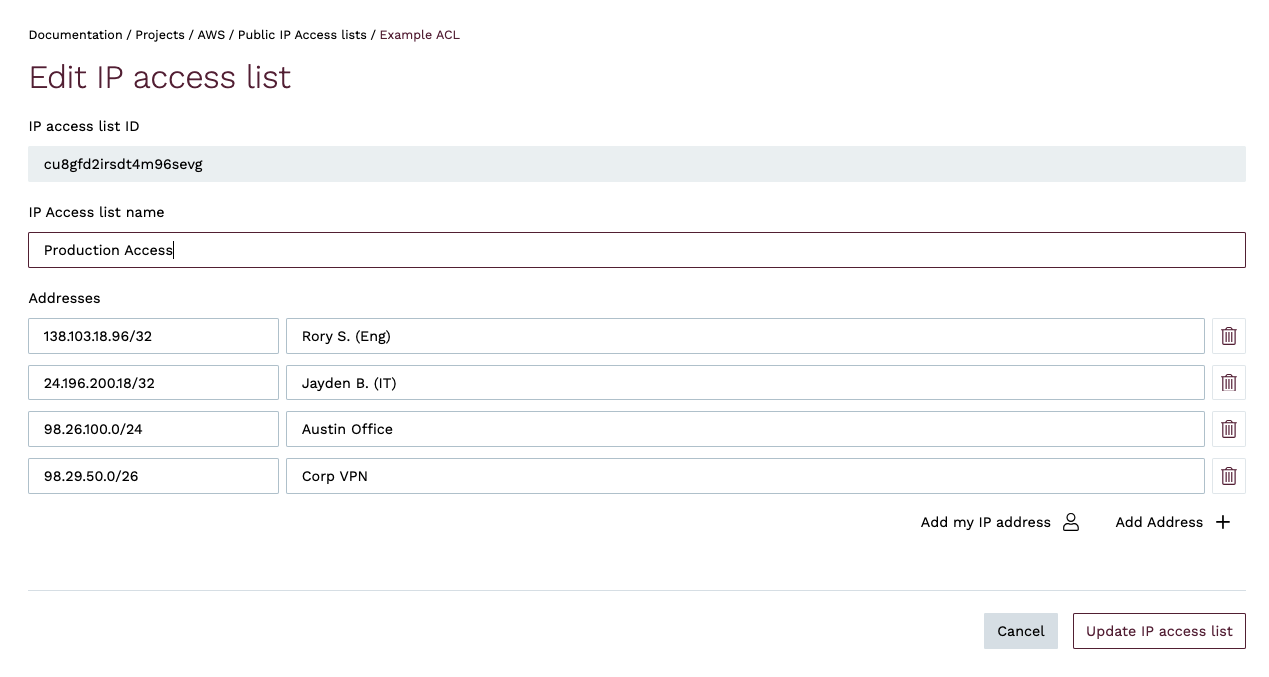 Documentation / Projects / AWS / Public IP Access lists / Example ACL
Edit IP access list
IP access list ID
cu8gfd2irsdt4m96sevg
IP Access list name
Production Access
Addresses
138.103.18.96/32 Rory S. (Eng)
24.196.200.18/32 Jayden B. (IT)
98.26.100.0/24 Austin Office
98.29.50.0/26 Corp VPN
Add my IP address Add Address
Cancel Update IP access list